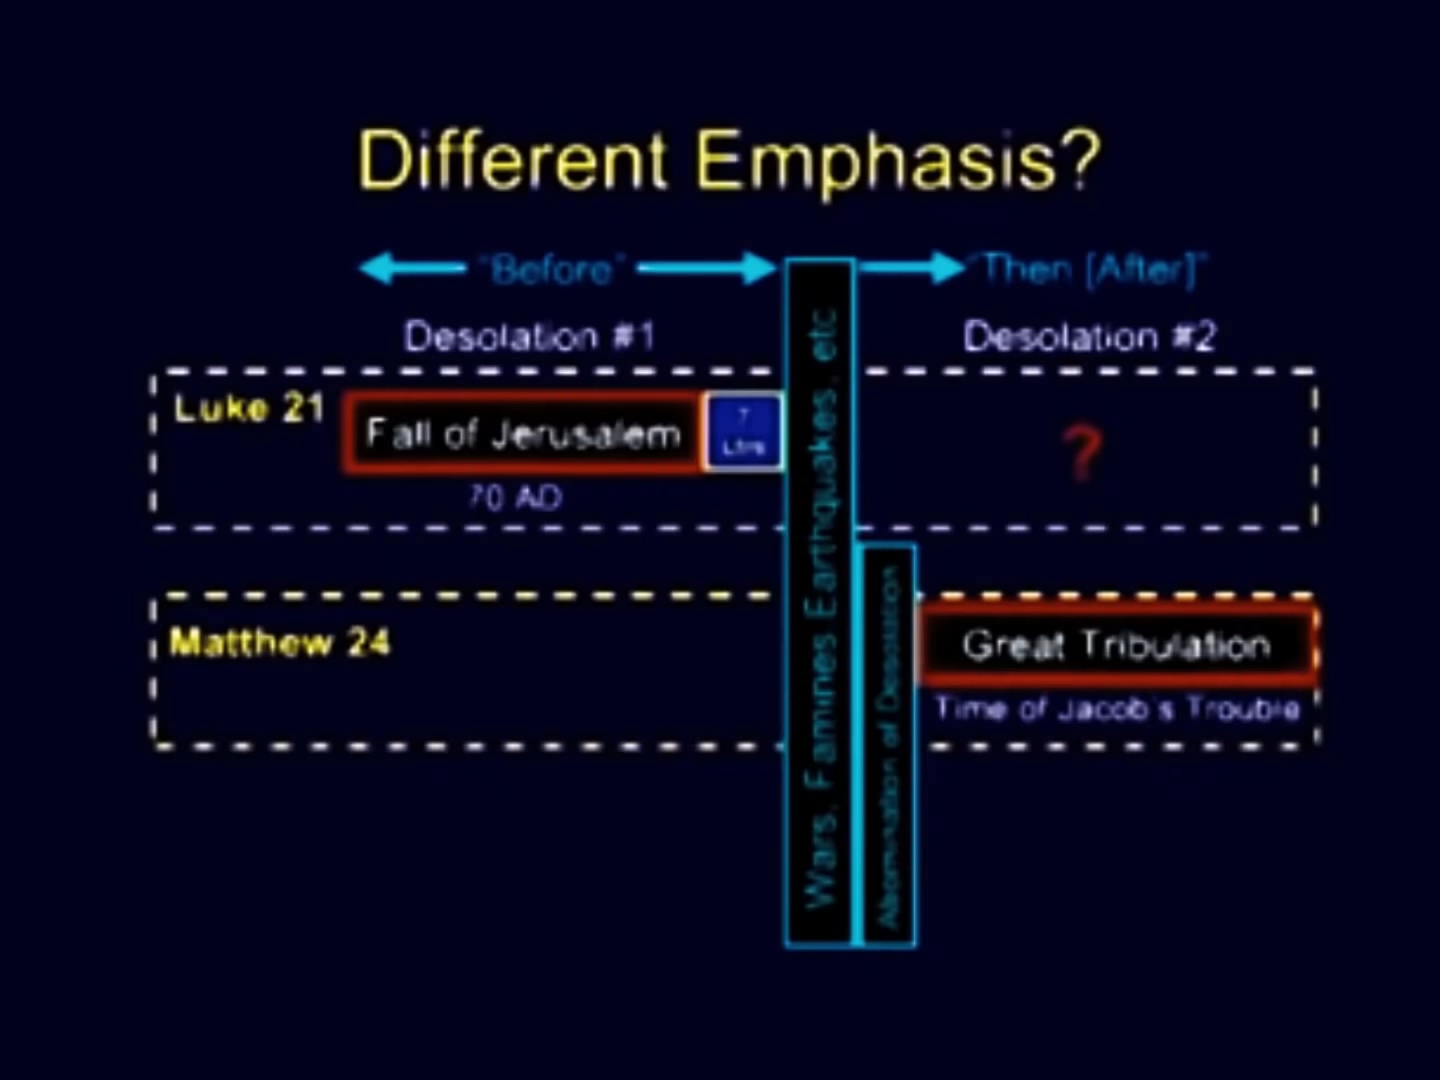 Different Emphasis?
"Before"
"Then [After]"
Desolation #1
Desolation #2
Luke 21
Fall of Jerusalem
7
?
70 AD
Wars, Famines Earthquakes, etc
Abomination of Desolation
Matthew 24
Great Tribulation
Time of Jacob's Trouble